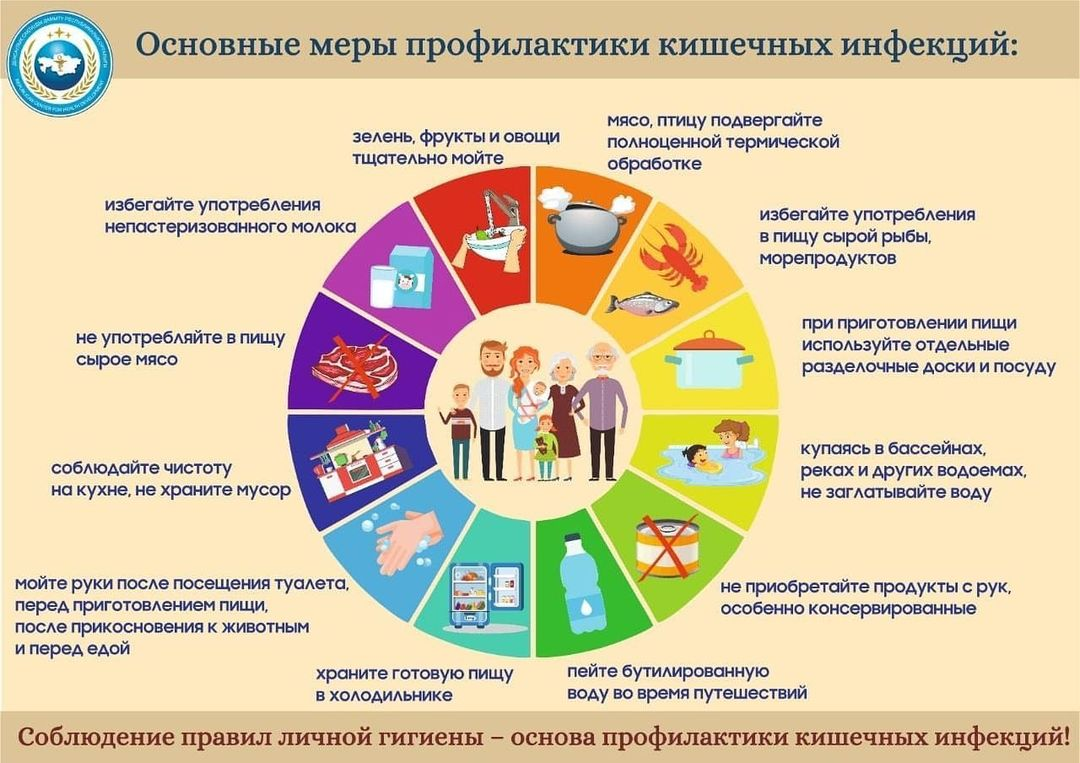 Основные меры профилактики кишечных инфекций:
зелень, фрукты и овощи
тщательно мойте
мясо, птицу подвергайте
полноценной термической
обработке
избегайте употребления
в пищу сырой рыбы,
морепродуктов
при приготовлении пищи
используйте отдельные
разделочные доски и посуду
купаясь в бассейнах,
реках и других водоемах,
не заглатывайте воду
не приобретайте продукты с рук,
особенно консервированные
пейте бутилированную
воду во время путешествий
храните готовую пищу
в холодильнике
мойте руки после посещения туалета,
перед приготовлением пищи,
после прикосновения к животным
и перед едой
соблюдайте чистоту
на кухне, не храните мусор
не употребляйте в пищу
сырое мясо
избегайте употребления
непастеризованного молока
Соблюдение правил личной гигиены – основа профилактики кишечных инфекций!